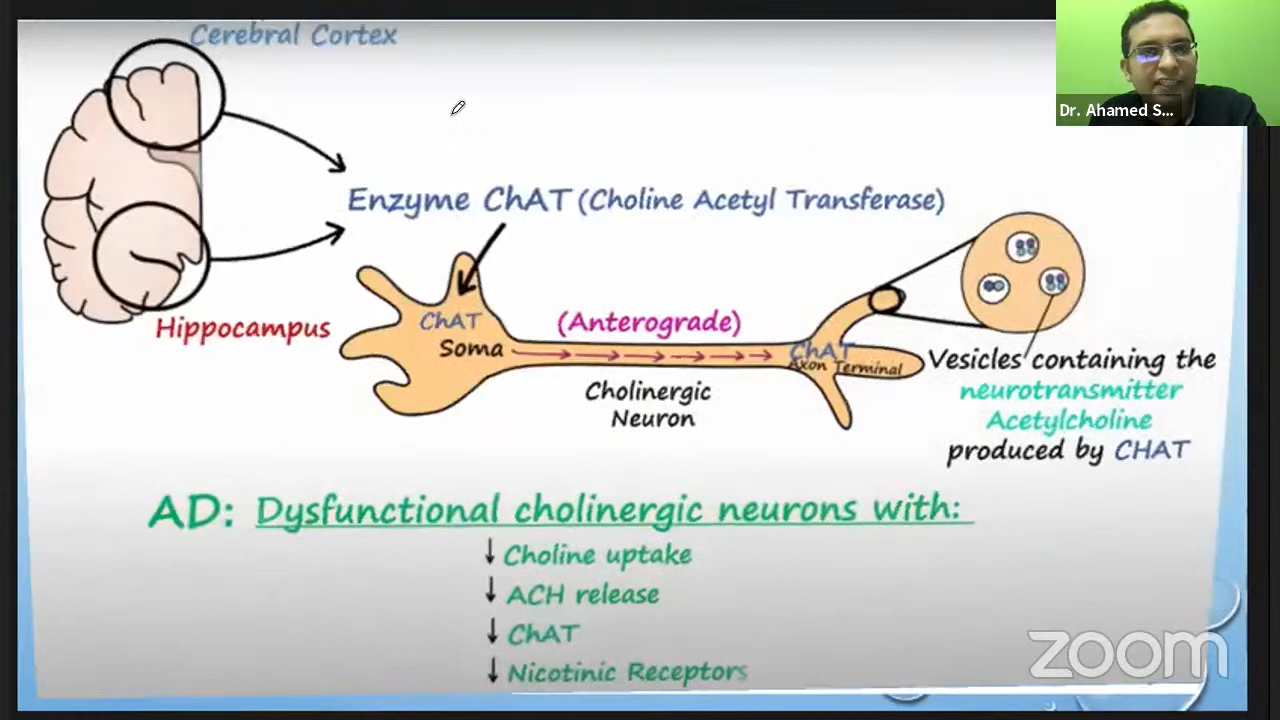 Cerebral Cortex
Dr. Ahamed S...
Enzyme ChAT (Choline Acetyl Transferase)
Hippocampus
ChAT
Soma
(Anterograde)
Cholinergic
Neuron
ChAT
Axon Terminal
Vesicles containing the
neurotransmitter
Acetylcholine
produced by CHAT
AD: Dysfunctional cholinergic neurons with:
↓ Choline uptake
↓ ACH release
↓ ChAT
↓ Nicotinic Receptors
zoom